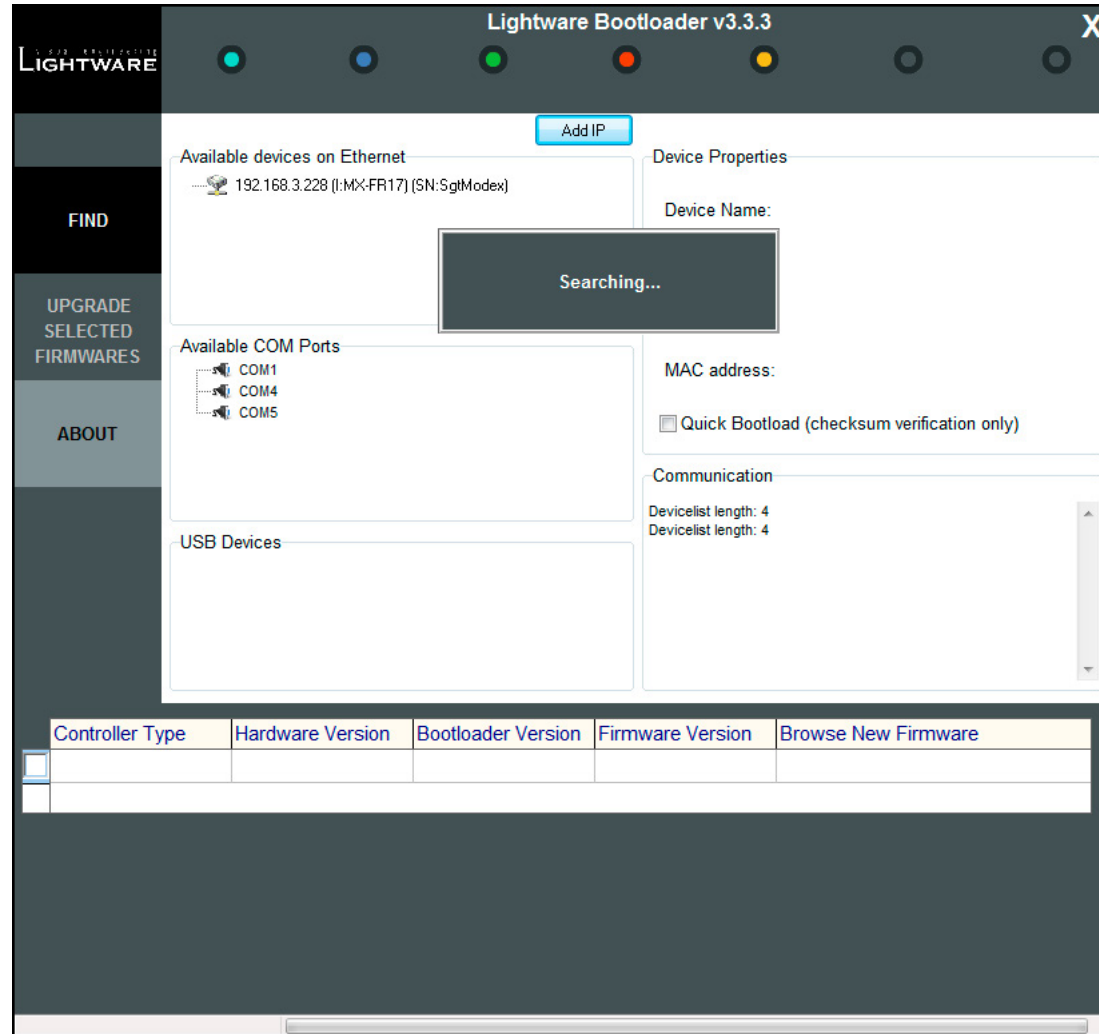 Lightware Bootloader v3.3.3
X
LIGHTWARE
Add IP
Available devices on Ethernet
192.168.3.228 (I:MX-FR17) (SN:SgtModex)
Device Properties
Device Name:
FIND
Searching...
UPGRADE
SELECTED
FIRMWARES
Available COM Ports
COM1
COM4
COM5
MAC address:
Quick Bootload (checksum verification only)
ABOUT
Communication
Devicelist length: 4
Devicelist length: 4
USB Devices
Controller Type Hardware Version Bootloader Version Firmware Version Browse New Firmware